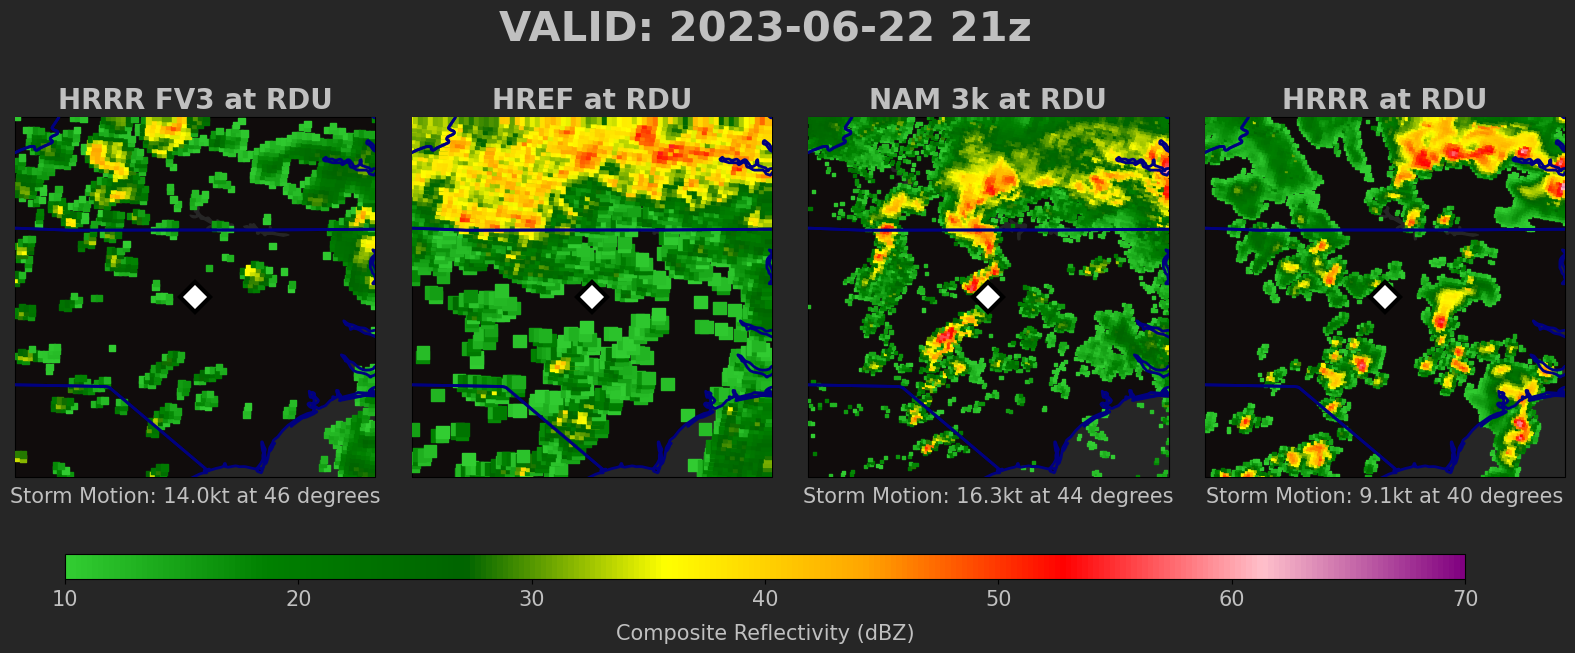 VALID: 2023-06-22 21z
HRRR FV3 at RDU
HREF at RDU
NAM 3k at RDU
HRRR at RDU
Storm Motion: 14.0kt at 46 degrees
Storm Motion: 16.3kt at 44 degrees
Storm Motion: 9.1kt at 40 degrees
10 20 30 40 50 60 70
Composite Reflectivity (dBZ)